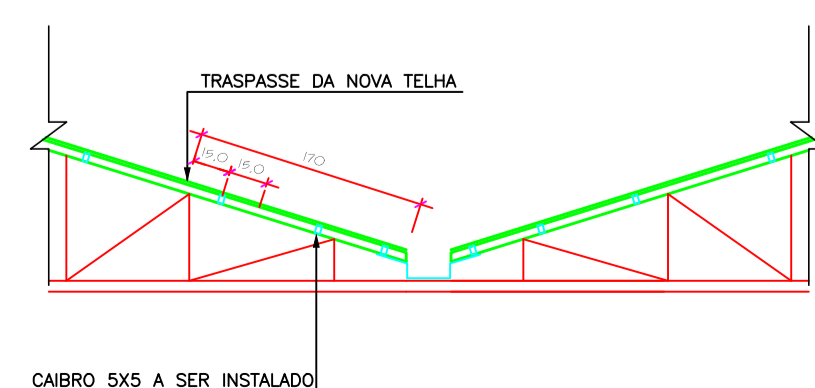 TRASPASSE DA NOVA TELHA
15,0
15,0
170
CAIBRO 5X5 A SER INSTALADO